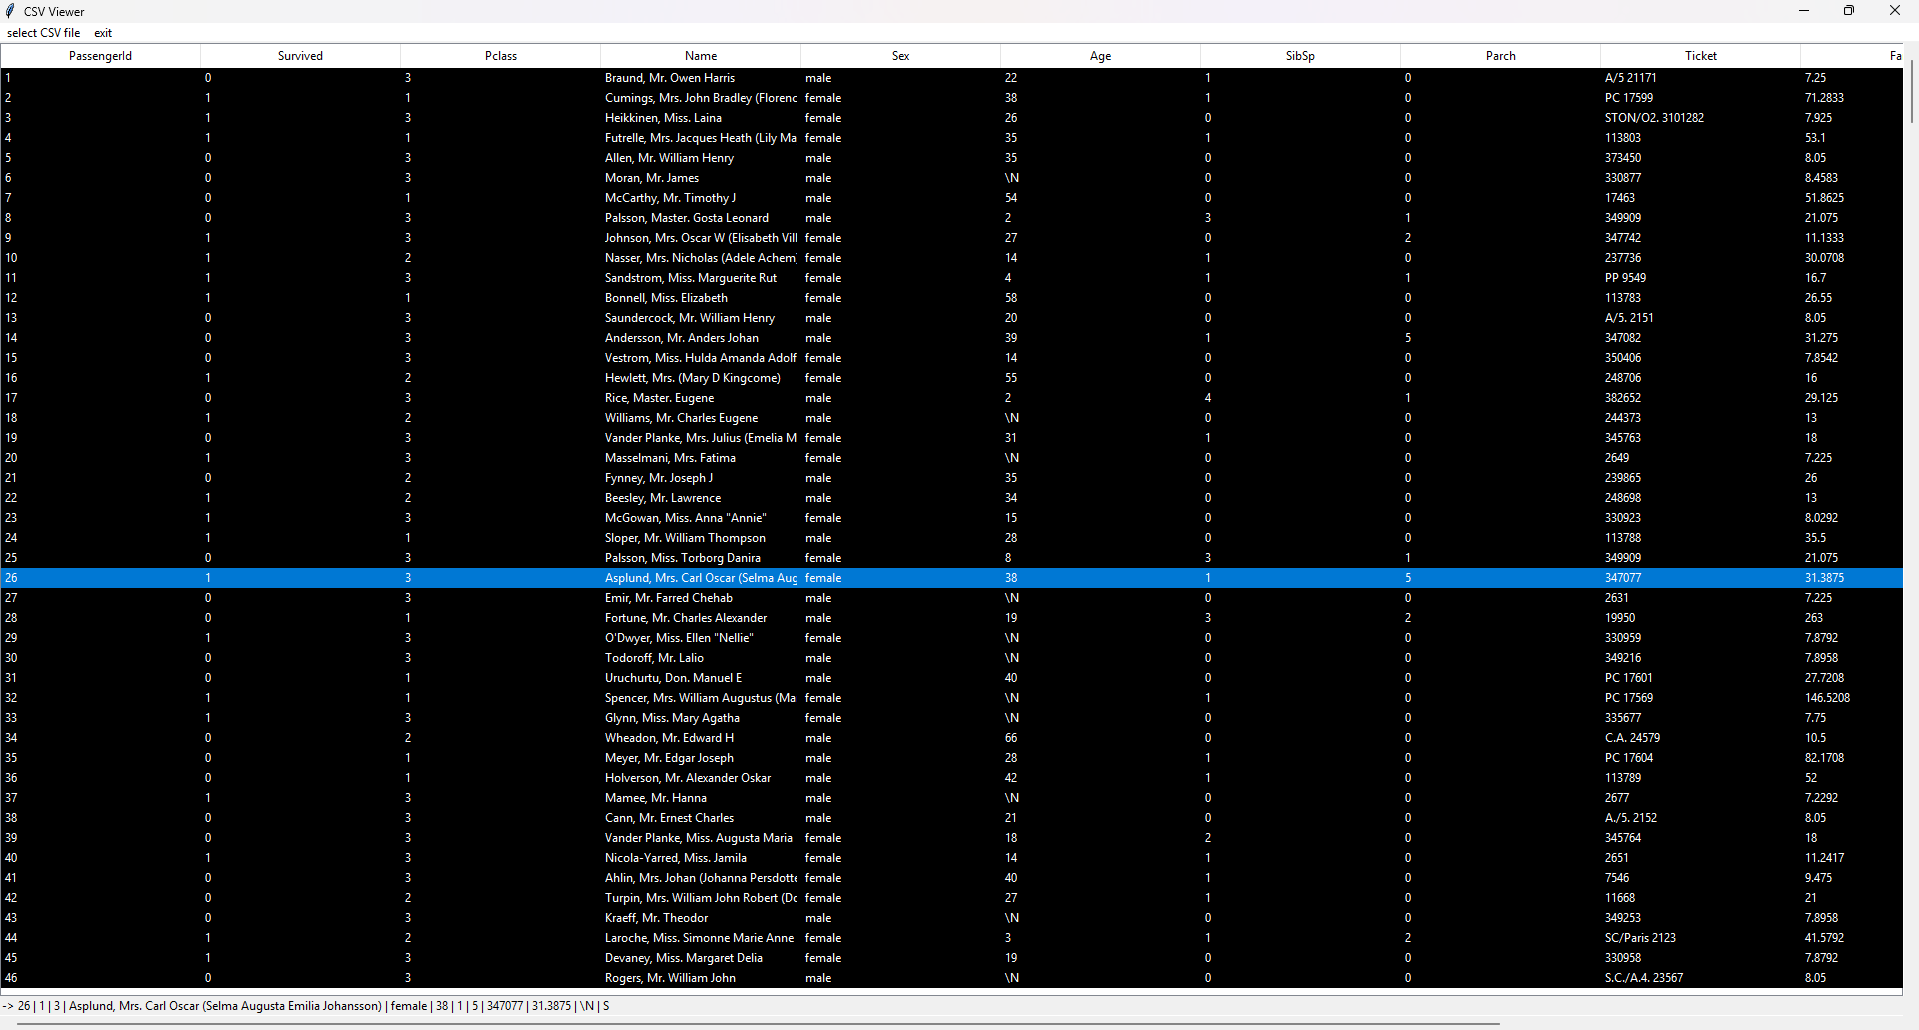 CSV Viewer
select CSV file exit
PassengerId Survived Pclass Name Sex Age SibSp Parch Ticket Fa
1 0 3 Braund, Mr. Owen Harris male 22 1 0 A/5 21171 7.25
2 1 1 Cumings, Mrs. John Bradley (Florenc female 38 1 0 PC 17599 71.2833
3 1 3 Heikkinen, Miss. Laina female 26 0 0 STON/O2. 3101282 7.925
4 1 1 Futrelle, Mrs. Jacques Heath (Lily Ma female 35 1 0 113803 53.1
5 0 3 Allen, Mr. William Henry male 35 0 0 373450 8.05
6 0 3 Moran, Mr. James male \N 0 0 330877 8.4583
7 0 1 McCarthy, Mr. Timothy J male 54 0 0 17463 51.8625
8 0 3 Palsson, Master. Gosta Leonard male 2 3 1 349909 21.075
9 1 3 Johnson, Mrs. Oscar W (Elisabeth Vil female 27 0 2 347742 11.1333
10 1 2 Nasser, Mrs. Nicholas (Adele Achem) female 14 1 0 237736 30.0708
11 1 3 Sandstrom, Miss. Marguerite Rut female 4 1 1 PP 9549 16.7
12 1 1 Bonnell, Miss. Elizabeth female 58 0 0 113783 26.55
13 0 3 Saundercock, Mr. William Henry male 20 0 0 A/5. 2151 8.05
14 0 3 Andersson, Mr. Anders Johan male 39 1 5 347082 31.275
15 0 3 Vestrom, Miss. Hulda Amanda Adolf female 14 0 0 350406 7.8542
16 1 2 Hewlett, Mrs. (Mary D Kingcome) female 55 0 0 248706 16
17 0 3 Rice, Master. Eugene male 2 4 1 382652 29.125
18 1 2 Williams, Mr. Charles Eugene male \N 0 0 244373 13
19 0 3 Vander Planke, Mrs. Julius (Emelia M female 31 1 0 345763 18
20 1 3 Masselmani, Mrs. Fatima female \N 0 0 2649 7.225
21 0 2 Fynney, Mr. Joseph J male 35 0 0 239865 26
22 1 2 Beesley, Mr. Lawrence male 34 0 0 248698 13
23 1 3 McGowan, Miss. Anna "Annie" female 15 0 0 330923 8.0292
24 1 1 Sloper, Mr. William Thompson male 28 0 0 113788 35.5
25 0 3 Palsson, Miss. Torborg Danira female 8 3 1 349909 21.075
26 1 3 Asplund, Mrs. Carl Oscar (Selma Aug female 38 1 5 347077 31.3875
27 0 3 Emir, Mr. Farred Chehab male \N 0 0 2631 7.225
28 0 1 Fortune, Mr. Charles Alexander male 19 3 2 19950 263
29 1 3 O'Dwyer, Miss. Ellen "Nellie" female \N 0 0 330959 7.8792
30 0 3 Todoroff, Mr. Lalio male \N 0 0 349216 7.8958
31 0 1 Uruchurtu, Don. Manuel E male 40 0 0 PC 17601 27.7208
32 1 1 Spencer, Mrs. William Augustus (Ma female \N 1 0 PC 17569 146.5208
33 1 3 Glynn, Miss. Mary Agatha female \N 0 0 335677 7.75
34 0 2 Wheadon, Mr. Edward H male 66 0 0 C.A. 24579 10.5
35 0 1 Meyer, Mr. Edgar Joseph male 28 1 0 PC 17604 82.1708
36 0 1 Holverson, Mr. Alexander Oskar male 42 1 0 113789 52
37 1 3 Mamee, Mr. Hanna male \N 0 0 2677 7.2292
38 0 3 Cann, Mr. Ernest Charles male 21 0 0 A./5. 2152 8.05
39 0 3 Vander Planke, Miss. Augusta Maria female 18 2 0 345764 18
40 1 3 Nicola-Yarred, Miss. Jamila female 14 1 0 2651 11.2417
41 0 3 Ahlin, Mrs. Johan (Johanna Persdotte female 40 1 0 7546 9.475
42 0 2 Turpin, Mrs. William John Robert (Dc female 27 1 0 11668 21
43 0 3 Kraeff, Mr. Theodor male \N 0 0 349253 7.8958
44 1 2 Laroche, Miss. Simonne Marie Anne female 3 1 2 SC/Paris 2123 41.5792
45 1 3 Devaney, Miss. Margaret Delia female 19 0 0 330958 7.8792
46 0 3 Rogers, Mr. William John male \N 0 0 S.C./A.4. 23567 8.05
-> 26 | 1 | 3 | Asplund, Mrs. Carl Oscar (Selma Augusta Emilia Johansson) | female | 38 | 1 | 5 | 347077 | 31.3875 | \N | S